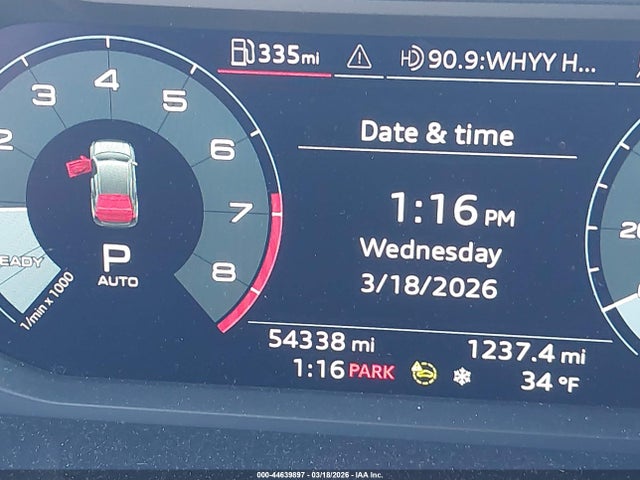 335mi
90.9:WHYY H...
2 3 4 5 6 7 8
EADY
1/min x 1000
P
AUTO
Date & time
1:16 PM
Wednesday
3/18/2026
20
54338 mi
1237.4 mi
1:16 PARK
34 °F
000-44639897 - 03/18/2026 - IAA Inc.